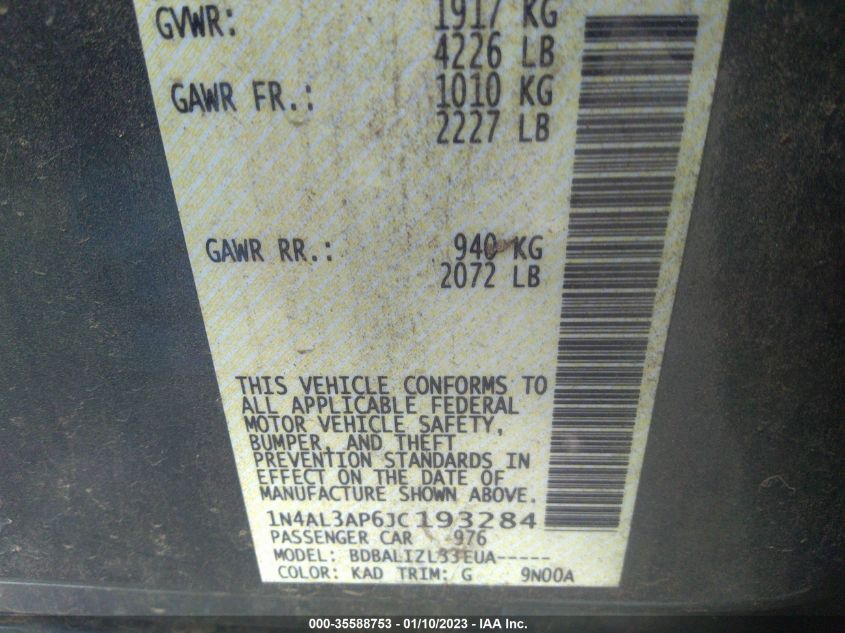 GVWR: 1917 KG
4226 LB
GAWR FR.: 1010 KG
2227 LB
GAWR RR.: 940 KG
2072 LB
THIS VEHICLE CONFORMS TO
ALL APPLICABLE FEDERAL
MOTOR VEHICLE SAFETY,
BUMPER, AND THEFT
PREVENTION STANDARDS IN
EFFECT ON THE DATE OF
MANUFACTURE SHOWN ABOVE.
1N4AL3AP6JC193284
PASSENGER CAR 976
MODEL: BDBALIZL33EUA-----
COLOR: KAD TRIM: G 9N00A
000-35588753 - 01/10/2023 - IAA Inc.